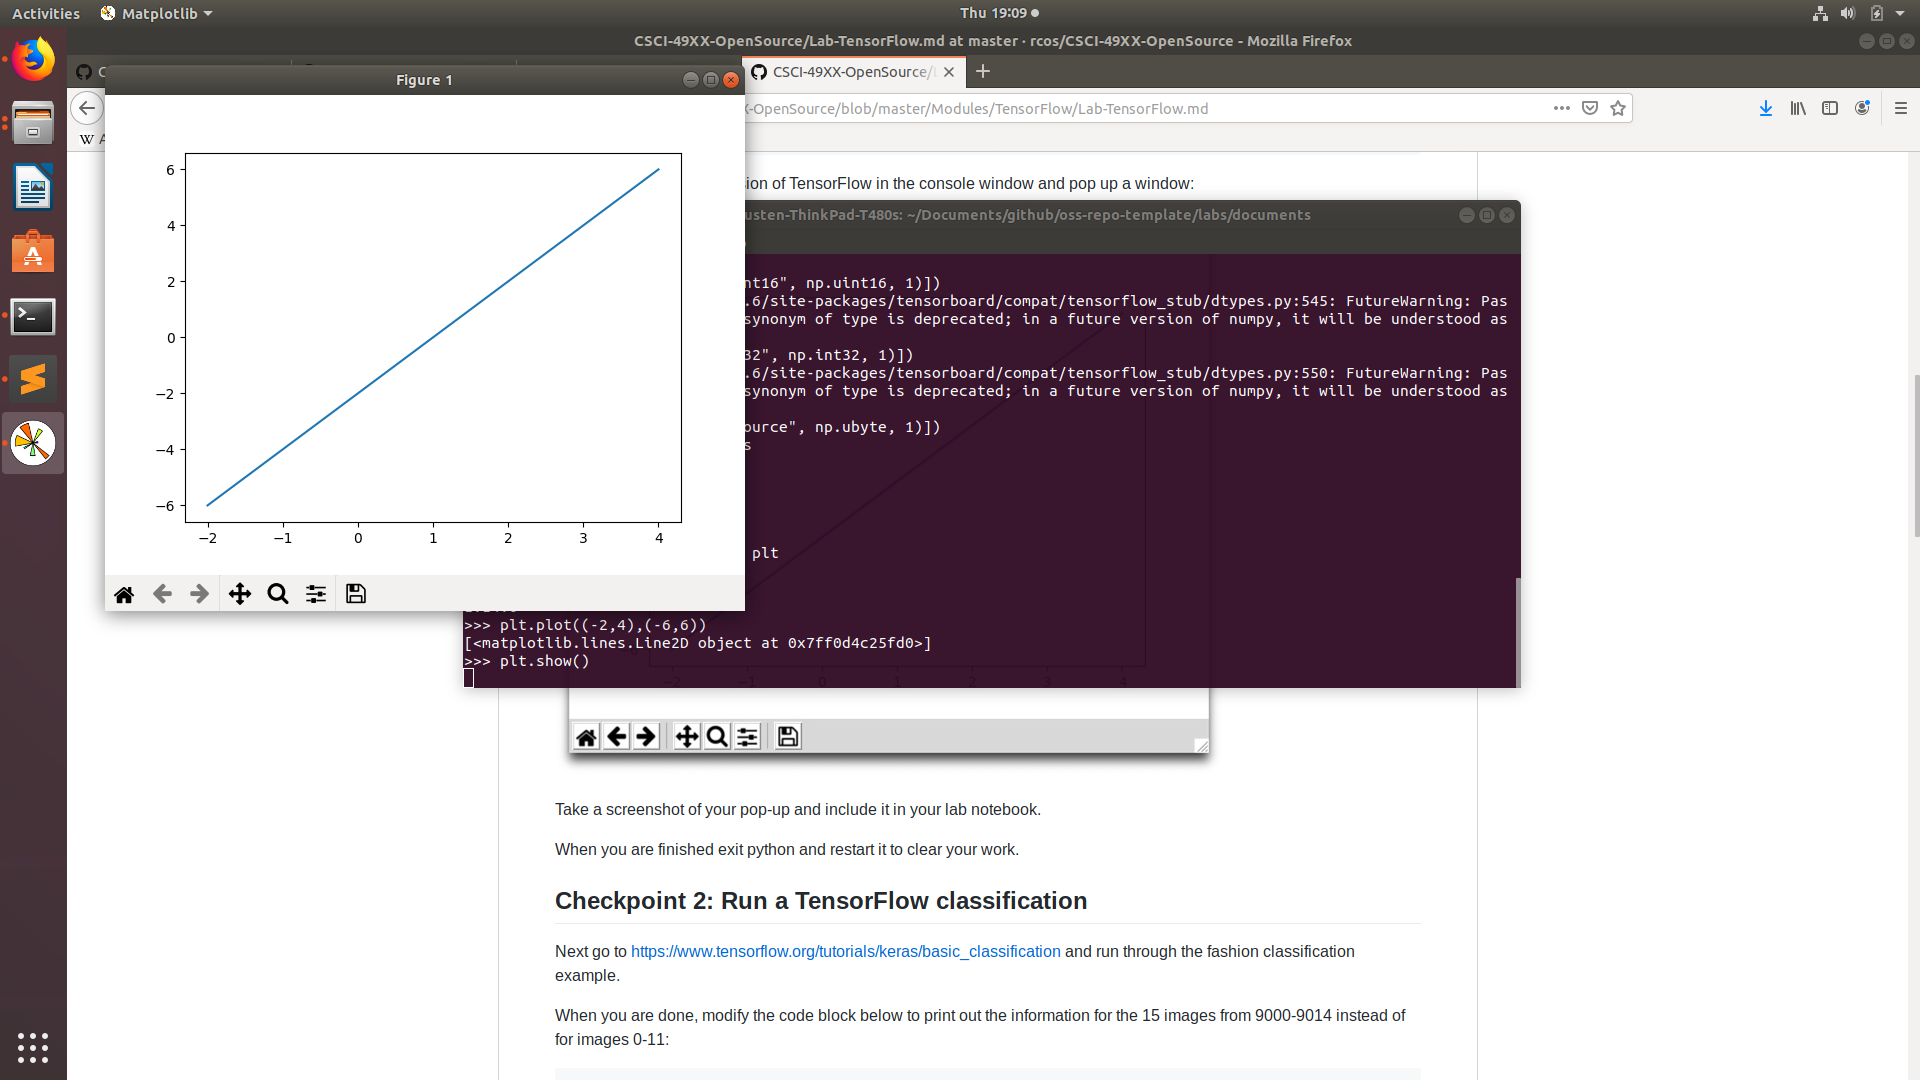 Activities
Matplotlib
Thu 19:09
CSCI-49XX-OpenSource/Lab-TensorFlow.md at master · rcos/CSCI-49XX-OpenSource - Mozilla Firefox
Figure 1
CSCI-49XX-OpenSource/
-OpenSource/blob/master/Modules/TensorFlow/Lab-TensorFlow.md
6
4
2
0
−2
−4
−6
−2 −1 0 1 2 3 4
ion of TensorFlow in the console window and pop up a window:
usten-ThinkPad-T480s: ~/Documents/github/oss-repo-template/labs/documents
nt16", np.uint16, 1)])
.6/site-packages/tensorboard/compat/tensorflow_stub/dtypes.py:545: FutureWarning: Pas
synonym of type is deprecated; in a future version of numpy, it will be understood as
32", np.int32, 1)])
.6/site-packages/tensorboard/compat/tensorflow_stub/dtypes.py:550: FutureWarning: Pas
synonym of type is deprecated; in a future version of numpy, it will be understood as
ource", np.ubyte, 1)])
s
plt
>>> plt.plot((-2,4),(-6,6))
[<matplotlib.lines.Line2D object at 0x7ff0d4c25fd0>]
>>> plt.show()
−2 −1 0 1 2 3 4
Take a screenshot of your pop-up and include it in your lab notebook.
When you are finished exit python and restart it to clear your work.
Checkpoint 2: Run a TensorFlow classification
Next go to https://www.tensorflow.org/tutorials/keras/basic_classification and run through the fashion classification
example.
When you are done, modify the code block below to print out the information for the 15 images from 9000-9014 instead of
for images 0-11: